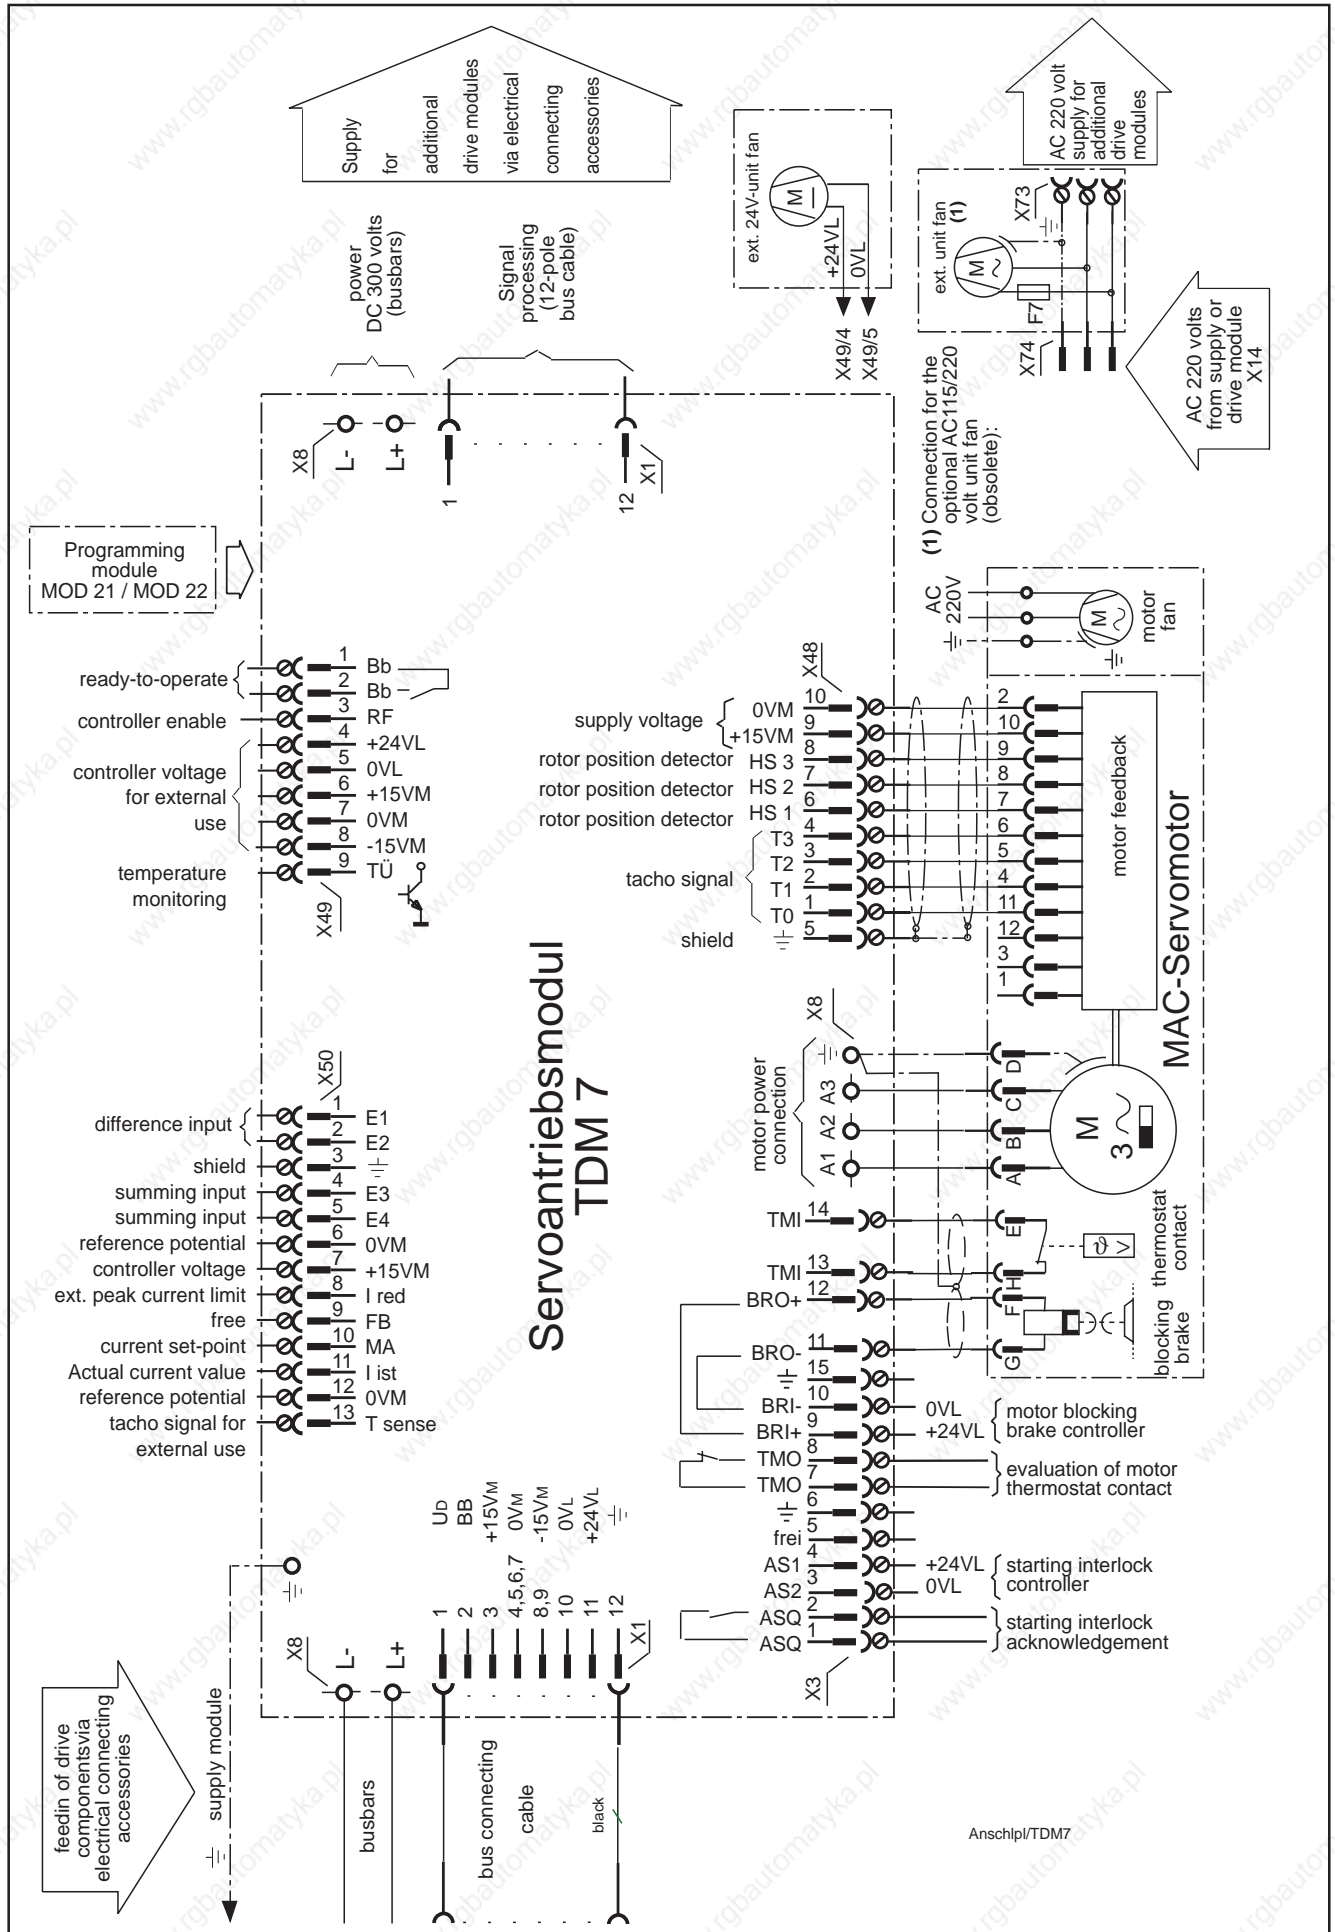 Supply
for
additional
drive modules
via electrical
connecting
accessories
power
DC 300 volts
(busbars)
Signal
processing
(12-pole
bus cable)
ext. 24V-unit fan
M
+24VL
0VL
X49/4
X49/5
AC 220 volt
supply for
additional
drive
modules
ext. unit fan
(1)
X73
M
F7
X74
AC 220 volts
from supply or
drive module
X14
(1) Connection for the
optional AC115/220
volt unit fan
(obsolete):
X8
L-
L+
1
12
X1
Programming
module
MOD 21 / MOD 22
ready-to-operate
1 Bb
2 Bb
controller enable 3 RF
controller voltage
for external
use
4 +24VL
5 0VL
6 +15VM
7 0VM
8 -15VM
temperature
monitoring
9 TÜ
X49
X48
supply voltage
0VM 10
+15VM 9
rotor position detector HS 3 8
rotor position detector HS 2 7
rotor position detector HS 1 6
tacho signal
T3 4
T2 3
T1 2
T0 1
shield 5
AC
220V
M
motor
fan
2
10
9
8
7
6
5
4
11
12
3
1
motor feedback
MAC-Servomotor
Servoantriebsmodul
TDM 7
X50
difference input
1 E1
2 E2
shield 3
summing input 4 E3
summing input 5 E4
reference potential 6 0VM
controller voltage 7 +15VM
ext. peak current limit 8 I red
free 9 FB
current set-point 10 MA
Actual current value 11 I ist
reference potential 12 0VM
tacho signal for
external use
13 T sense
X8
motor power
connection
A3
A2
A1
D
C
B
A
M
3
TMI 14
TMI 13
BRO+ 12
BRO- 11
15
BRI- 10
BRI+ 9
TMO 8
TMO 7
6
frei 5
AS1 4
AS2 3
ASQ 2
ASQ 1
X3
E
H
F
G
ϑ >
thermostat
contact
blocking
brake
0VL
+24VL
motor blocking
brake controller
evaluation of motor
thermostat contact
+24VL
0VL
starting interlock
controller
starting interlock
acknowledgement
UD
BB
+15VM
0VM
-15VM
0VL
+24VL
1
2
3
4,5,6,7
8,9
10
11
12
X1
X8
L-
L+
feedin of drive
componentsvia
electrical connecting
accessories
supply module
busbars
bus connecting
cable
black
Anschlpl/TDM7
www.rgbautomatyka.pl